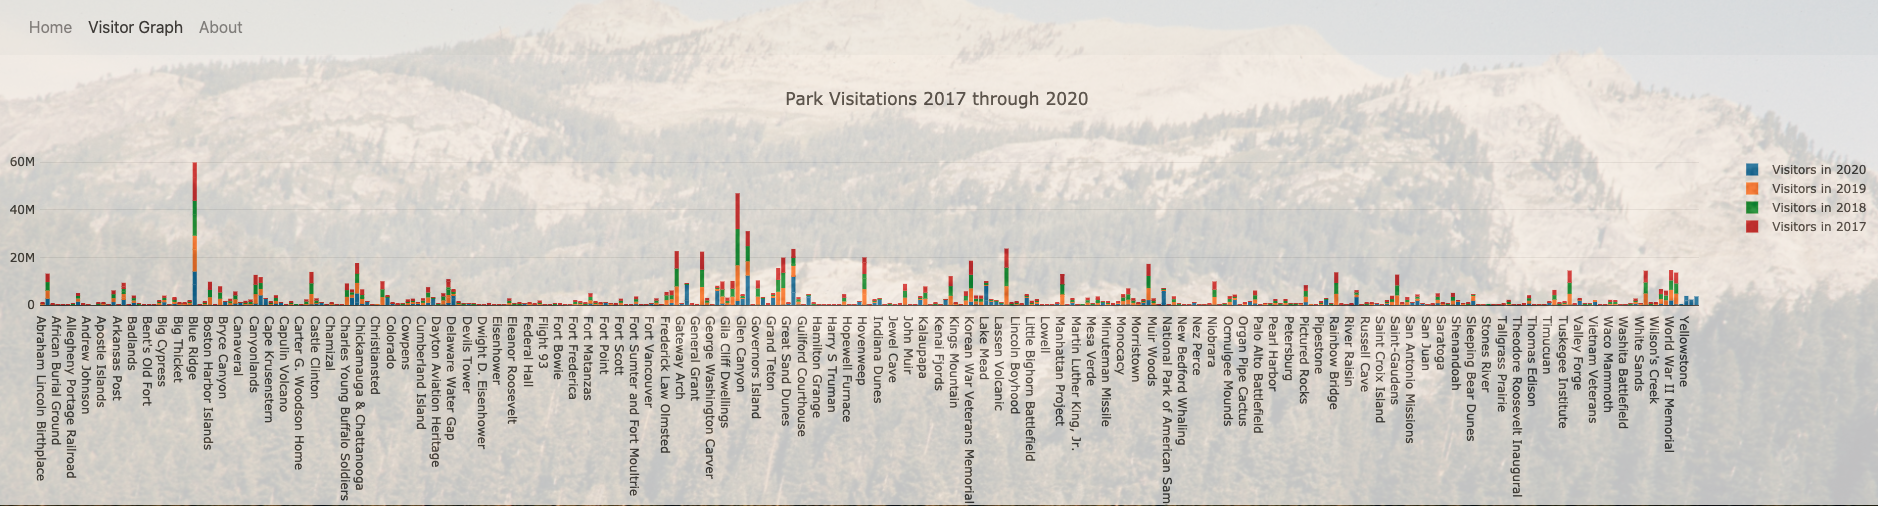 Home Visitor Graph About
Park Visitations 2017 through 2020
60M
40M
20M
0
Visitors in 2020
Visitors in 2019
Visitors in 2018
Visitors in 2017
Abraham Lincoln Birthplace
African Burial Ground
Allegheny Portage Railroad
Andrew Johnson
Apostle Islands
Arkansas Post
Badlands
Bent's Old Fort
Big Cypress
Big Thicket
Blue Ridge
Boston Harbor Islands
Bryce Canyon
Canaveral
Canyonlands
Cape Krusenstern
Capulin Volcano
Carter G. Woodson Home
Castle Clinton
Chamizal
Charles Young Buffalo Soldiers
Chickamauga & Chattanooga
Christiansted
Colorado
Cowpens
Cumberland Island
Dayton Aviation Heritage
Delaware Water Gap
Devils Tower
Dwight D. Eisenhower
Eisenhower
Eleanor Roosevelt
Federal Hall
Flight 93
Fort Bowie
Fort Frederica
Fort Matanzas
Fort Point
Fort Scott
Fort Sumter and Fort Moultrie
Fort Vancouver
Frederick Law Olmsted
Gateway Arch
General Grant
George Washington Carver
Gila Cliff Dwellings
Glen Canyon
Governors Island
Grand Teton
Great Sand Dunes
Guilford Courthouse
Hamilton Grange
Harry S Truman
Hopewell Furnace
Hovenweep
Indiana Dunes
Jewel Cave
John Muir
Kalaupapa
Kenai Fjords
Kings Mountain
Korean War Veterans Memorial
Lake Mead
Lassen Volcanic
Lincoln Boyhood
Little Bighorn Battlefield
Lowell
Manhattan Project
Martin Luther King, Jr.
Mesa Verde
Minuteman Missile
Monocacy
Morristown
Muir Woods
National Park of American Sam
New Bedford Whaling
Nez Perce
Niobrara
Ocmulgee Mounds
Organ Pipe Cactus
Palo Alto Battlefield
Pearl Harbor
Petersburg
Pictured Rocks
Pipestone
Rainbow Bridge
River Raisin
Russell Cave
Saint Croix Island
Saint-Gaudens
San Antonio Missions
San Juan
Saratoga
Shenandoah
Sleeping Bear Dunes
Stones River
Tallgrass Prairie
Theodore Roosevelt Inaugural
Thomas Edison
Timucuan
Tuskegee Institute
Valley Forge
Vietnam Veterans
Waco Mammoth
Washita Battlefield
White Sands
Wilson's Creek
World War II Memorial
Yellowstone